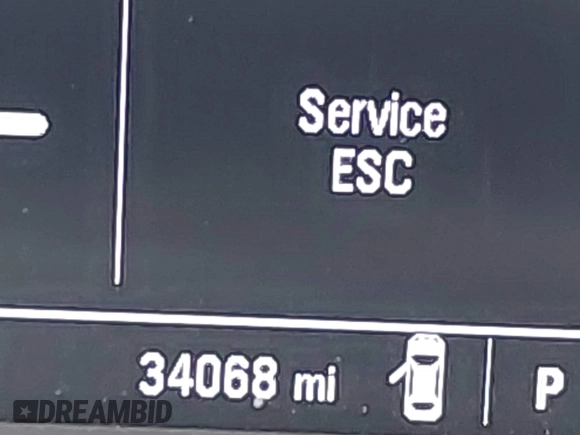 Service
ESC
34068 mi
P
DREAMBID